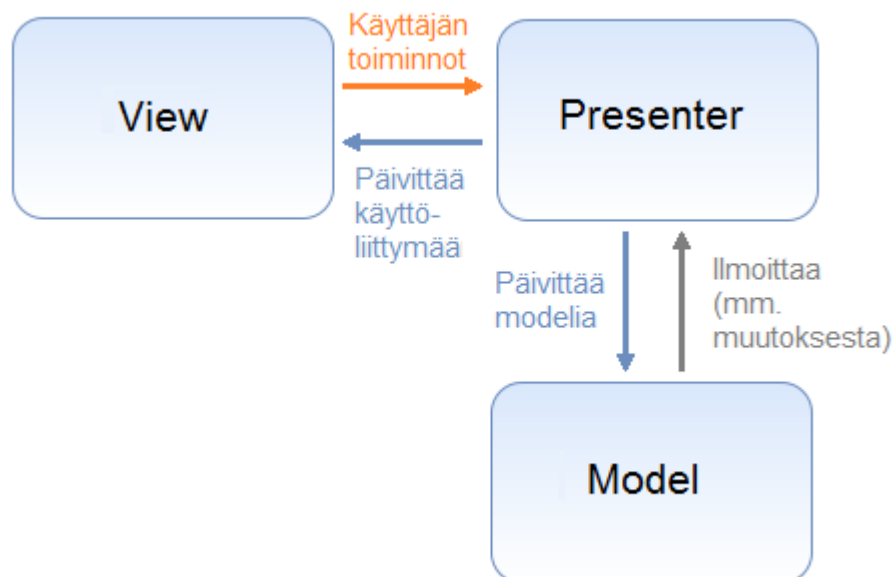 Käyttäjän
toiminnot
View
Presenter
Päivittää
käyttö-
liittymää
Päivittää
modelia
Ilmoittaa
(mm.
muutoksesta)
Model